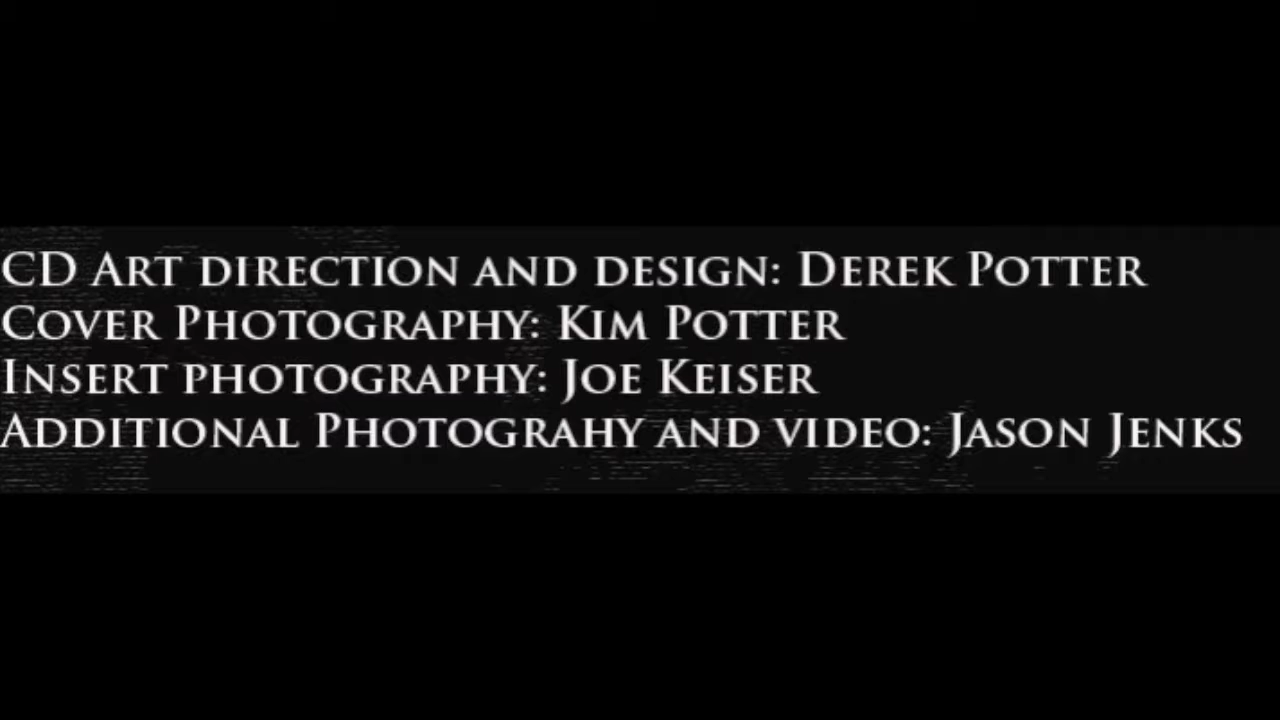 CD Art direction and design: Derek Potter
Cover Photography: Kim Potter
Insert photography: Joe Keiser
Additional Photograhy and video: Jason Jenks